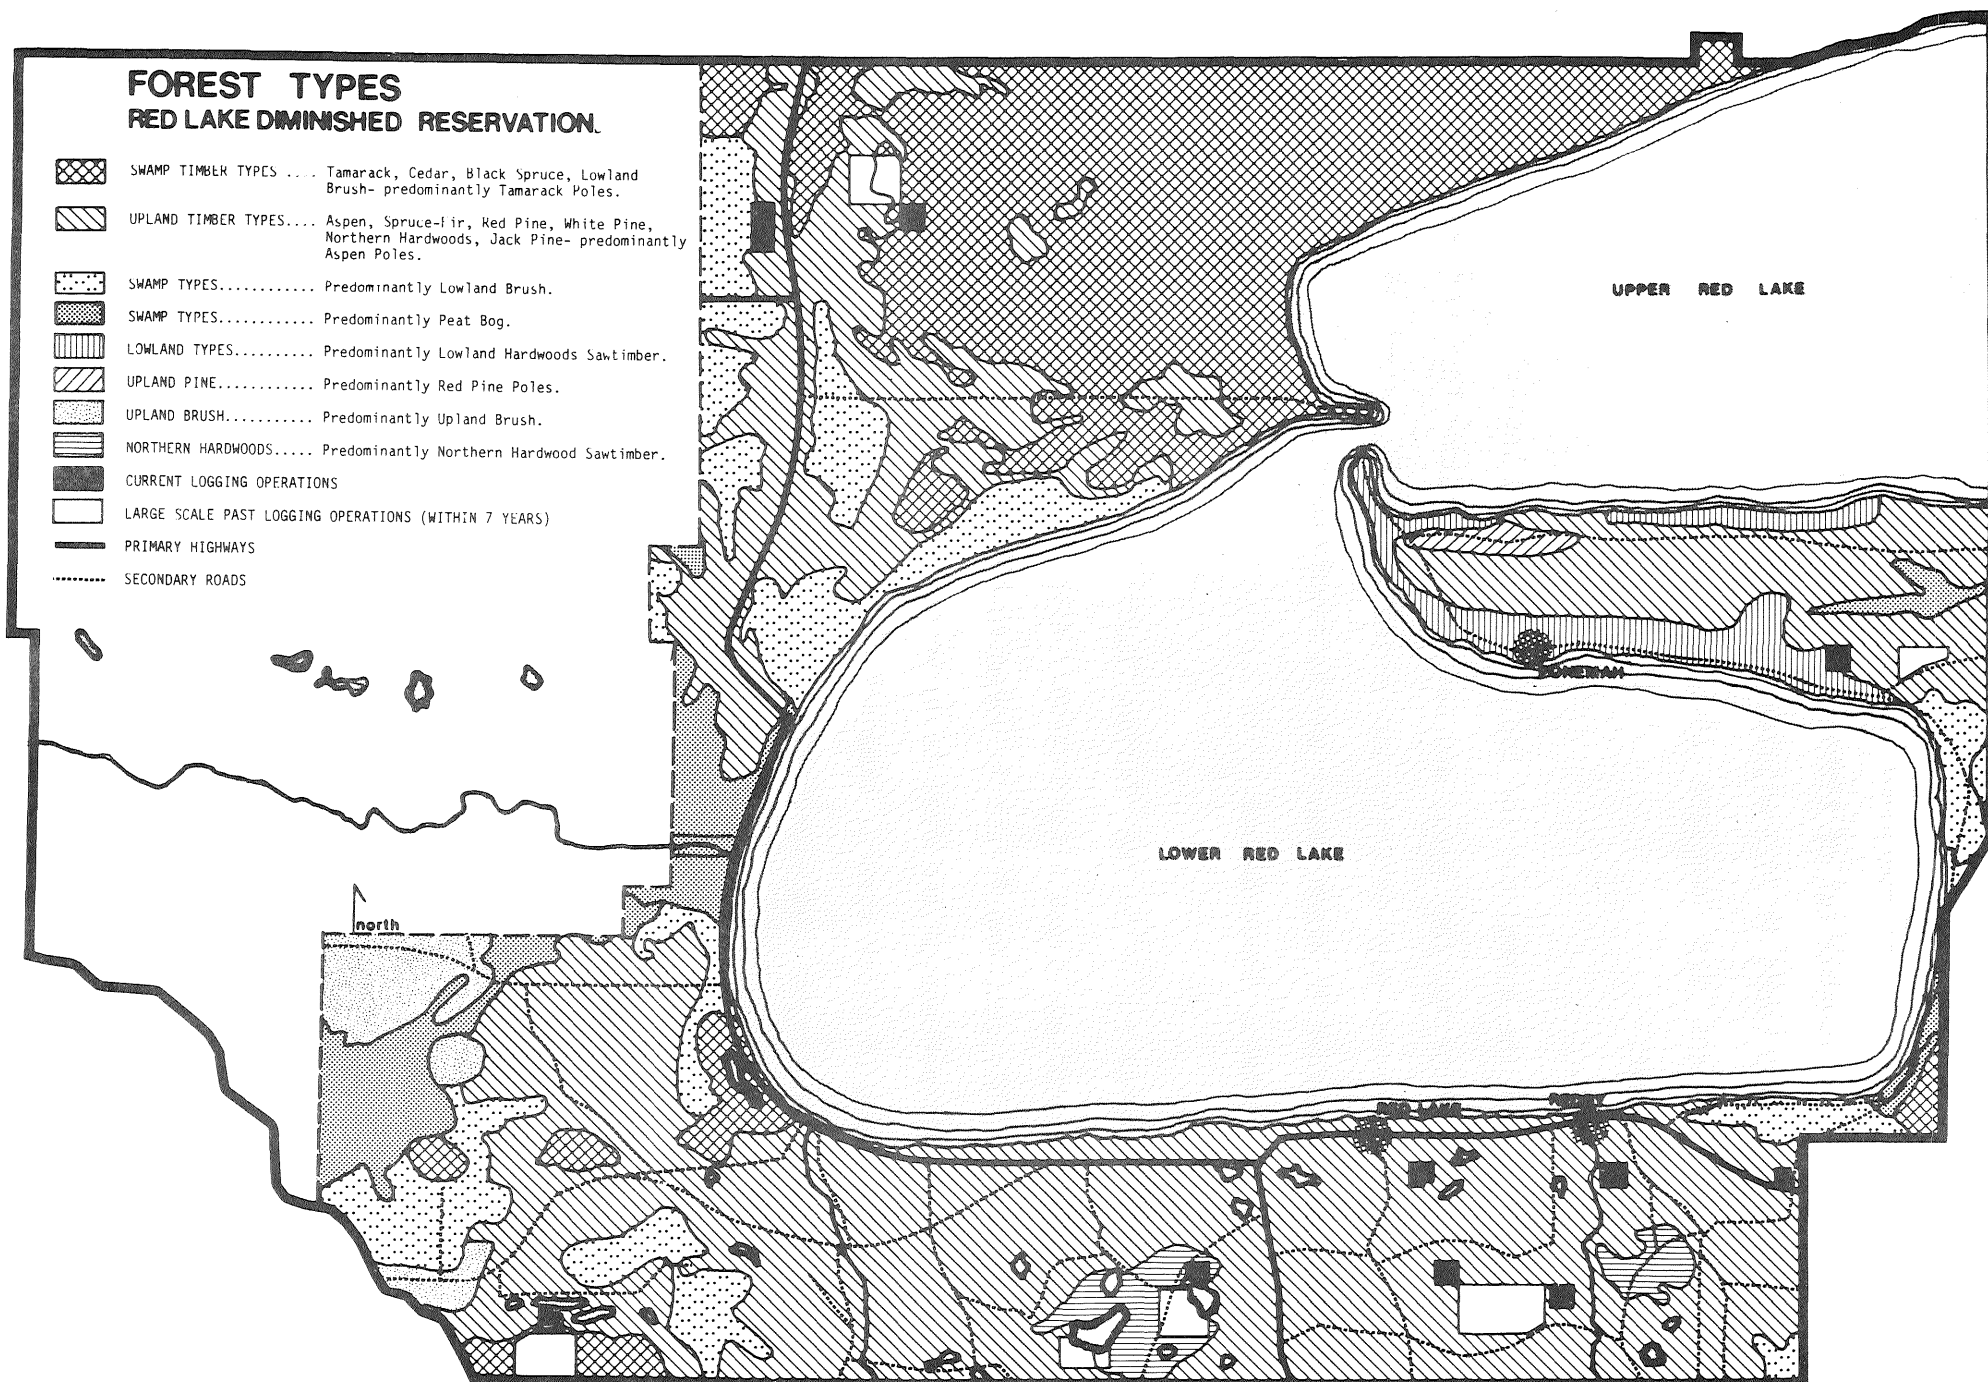 FOREST TYPES
RED LAKE DIMINISHED RESERVATION.
SWAMP TIMBER TYPES .... Tamarack, Cedar, Black Spruce, Lowland
Brush- predominantly Tamarack Poles.
UPLAND TIMBER TYPES.... Aspen, Spruce-Fir, Red Pine, White Pine,
Northern Hardwoods, Jack Pine- predominantly
Aspen Poles.
SWAMP TYPES............ Predominantly Lowland Brush.
SWAMP TYPES............ Predominantly Peat Bog.
LOWLAND TYPES.......... Predominantly Lowland Hardwoods Sawtimber.
UPLAND PINE............ Predominantly Red Pine Poles.
UPLAND BRUSH........... Predominantly Upland Brush.
NORTHERN HARDWOODS..... Predominantly Northern Hardwood Sawtimber.
CURRENT LOGGING OPERATIONS
LARGE SCALE PAST LOGGING OPERATIONS (WITHIN 7 YEARS)
PRIMARY HIGHWAYS
SECONDARY ROADS
UPPER RED LAKE
PONEMAH
LOWER RED LAKE
north
RED LAKE
REDBY